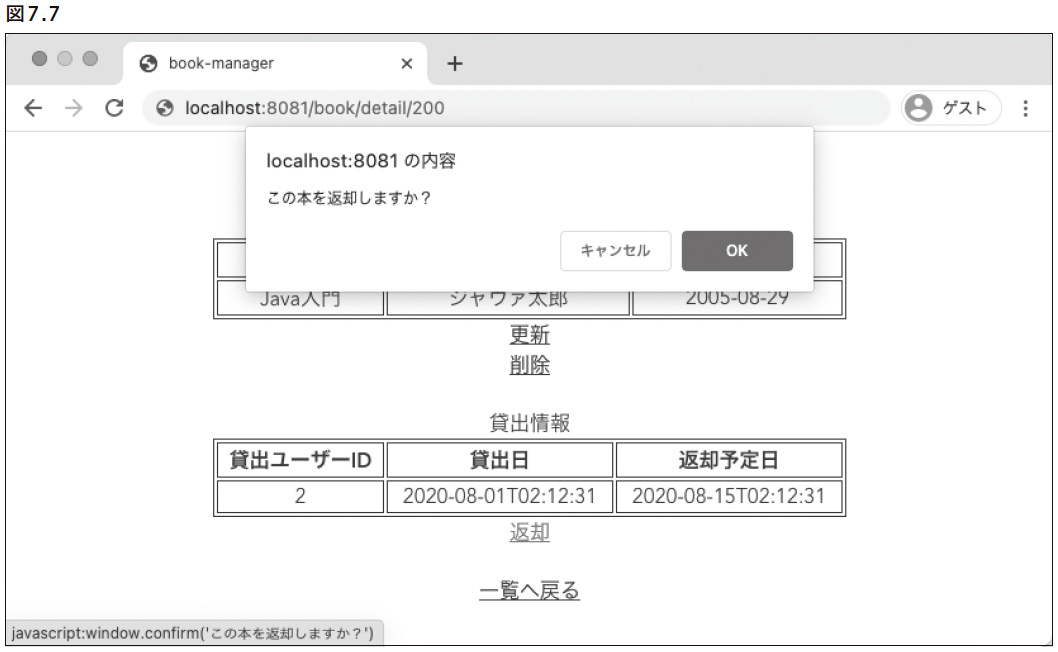 図7.7
book-manager
localhost:8081/book/detail/200
ゲスト
localhost:8081 の内容
この本を返却しますか？
キャンセル OK
Java入門 シャワァ太郎 2005-08-29
更新
削除
貸出情報
貸出ユーザーID 貸出日 返却予定日
2 2020-08-01T02:12:31 2020-08-15T02:12:31
返却
一覧へ戻る
javascript:window.confirm('この本を返却しますか？')